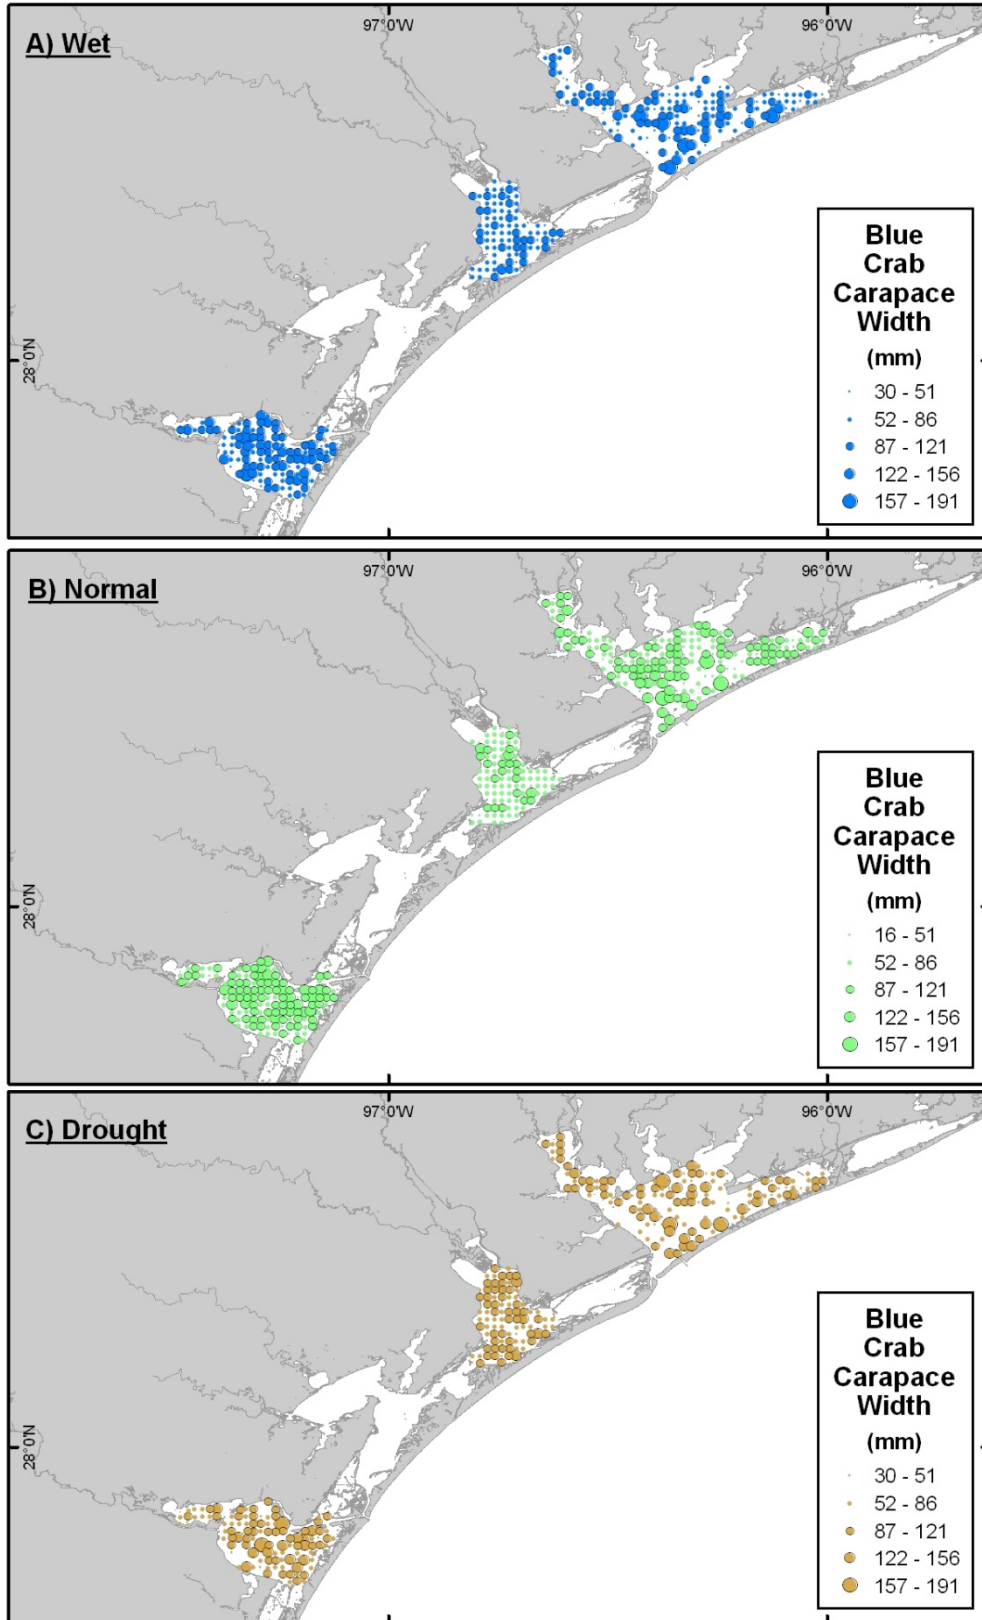 97°0'W
96°0'W
A) Wet
28°0'N
Blue
Crab
Carapace
Width
(mm)
30 - 51
52 - 86
87 - 121
122 - 156
157 - 191
97°0'W
96°0'W
B) Normal
28°0'N
Blue
Crab
Carapace
Width
(mm)
16 - 51
52 - 86
87 - 121
122 - 156
157 - 191
97°0'W
96°0'W
C) Drought
28°0'N
Blue
Crab
Carapace
Width
(mm)
30 - 51
52 - 86
87 - 121
122 - 156
157 - 191